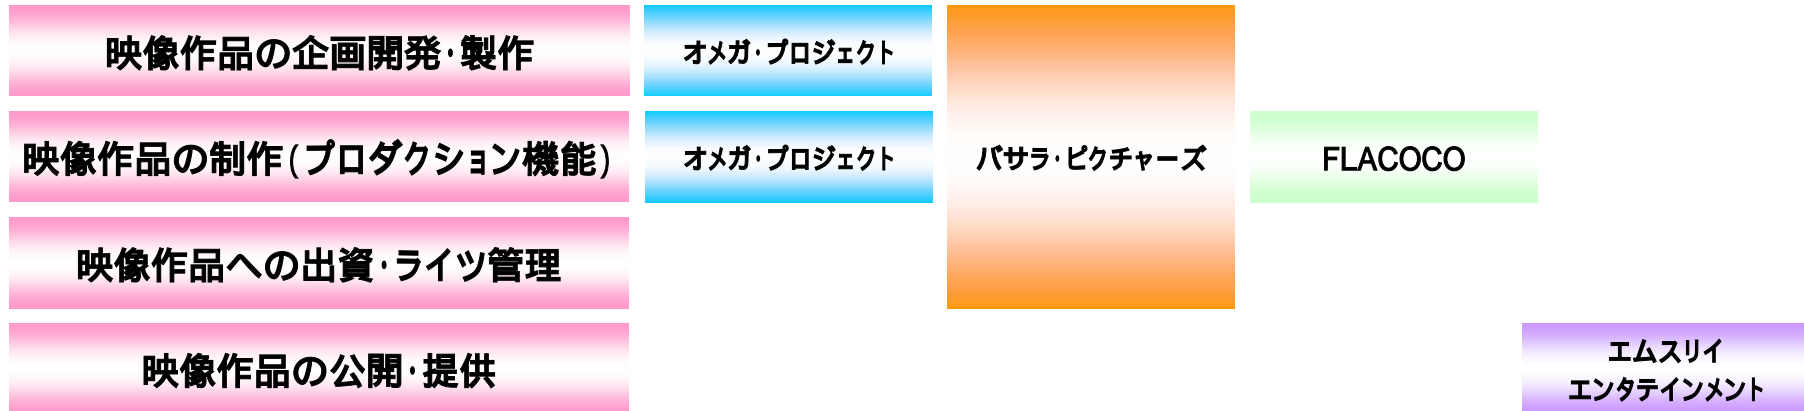 映像作品の企画開発・製作
オメガ・プロジェクト
映像作品の制作(プロダクション機能)
オメガ・プロジェクト
バサラ・ピクチャーズ
FLACOCO
映像作品への出資・ライツ管理
映像作品の公開・提供
エムスリイ
エンタテインメント